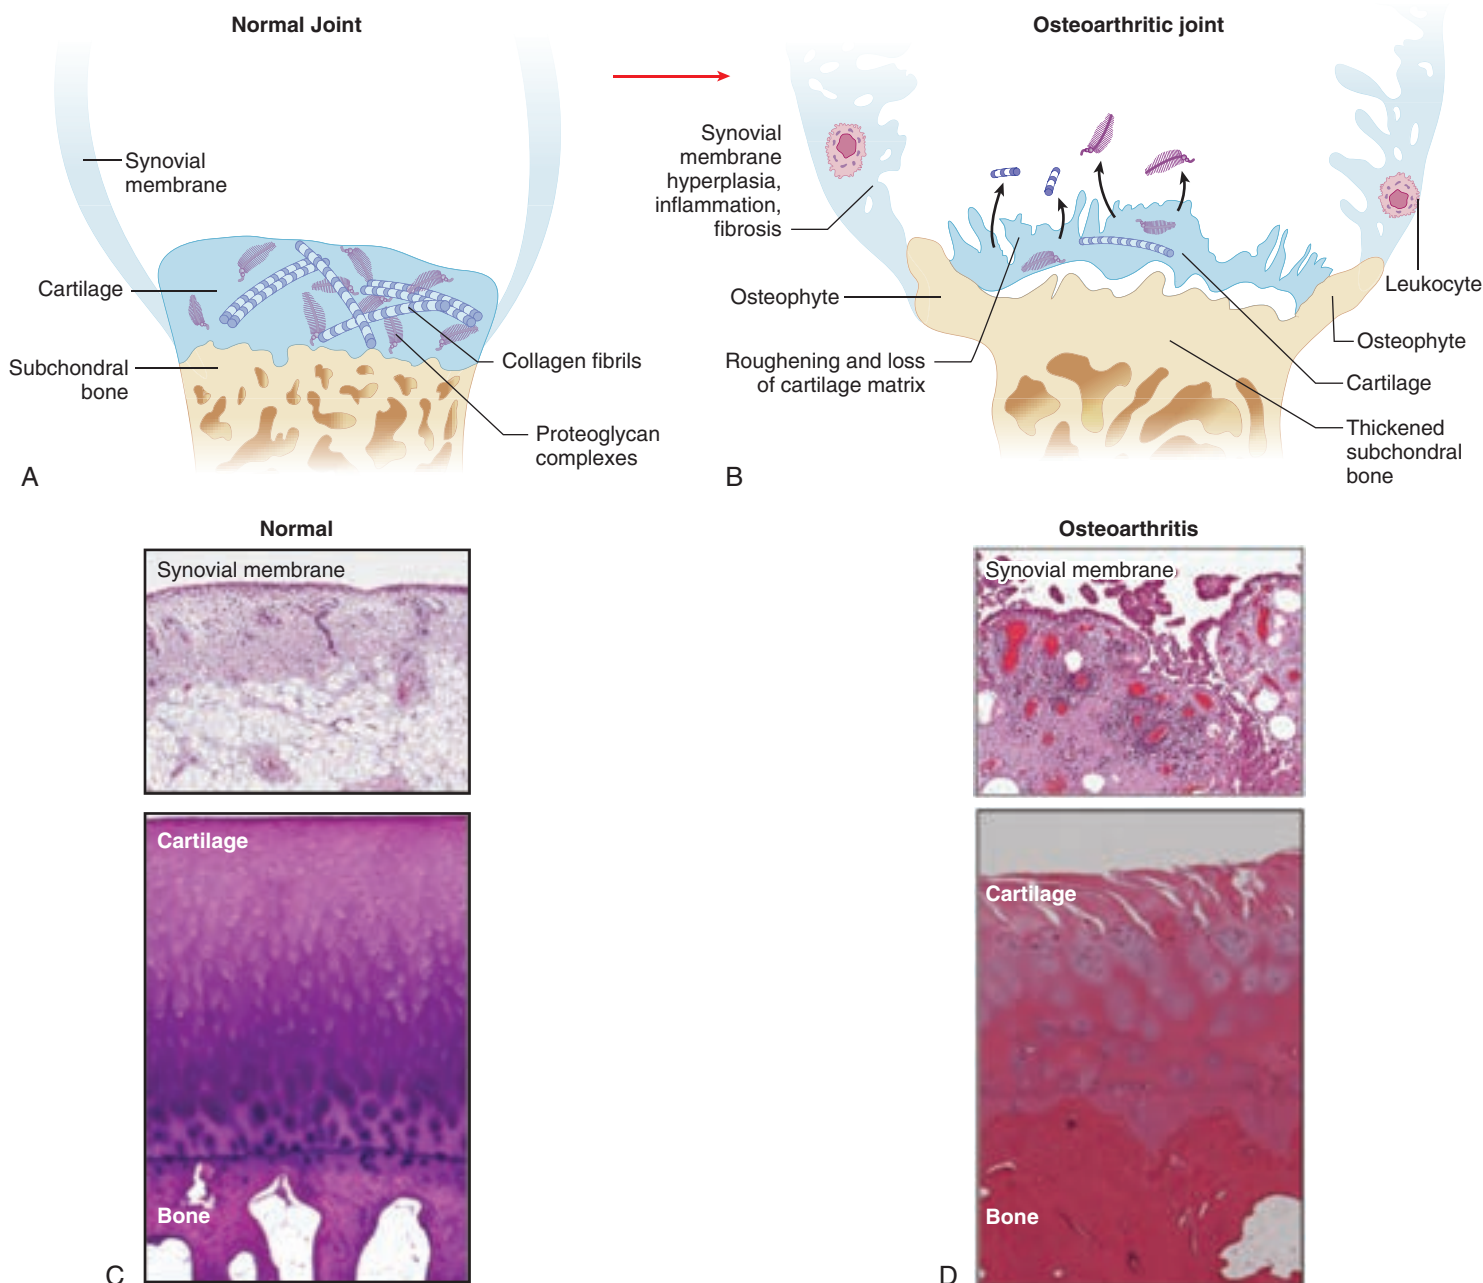 Normal Joint
Synovial
membrane
Cartilage
Subchondral
bone
Collagen fibrils
Proteoglycan
complexes
A
Osteoarthritic joint
Synovial
membrane
hyperplasia,
inflammation,
fibrosis
Osteophyte
Roughening and loss
of cartilage matrix
Leukocyte
Osteophyte
Cartilage
Thickened
subchondral
bone
B
Normal
Synovial membrane
Cartilage
Bone
C
Osteoarthritis
Synovial membrane
Cartilage
Bone
D